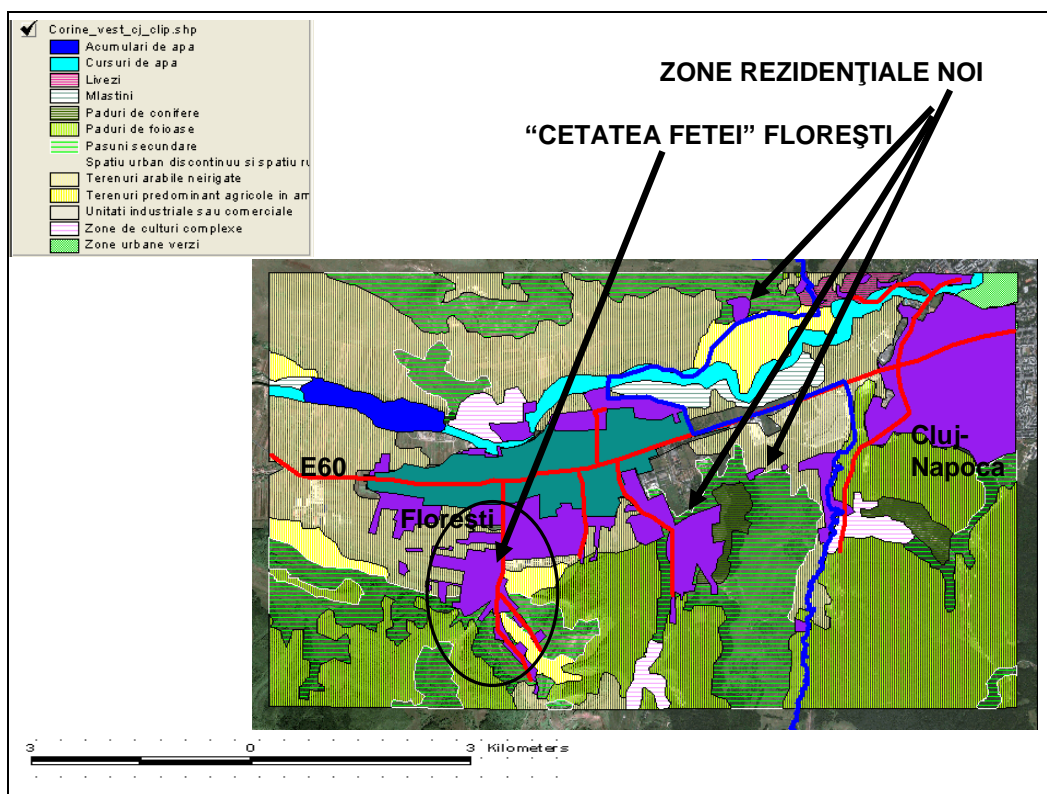 Corine_vest_cj_clip.shp
Acumulari de apa
Cursuri de apa
Livezi
Mlastini
Paduri de conifere
Paduri de foioase
Pasuni secundare
Spatiu urban discontinuu si spatiu ru
Terenuri arabile neirigate
Terenuri predominant agricole in am
Unitati industriale sau comerciale
Zone de culturi complexe
Zone urbane verzi
ZONE REZIDENŢIALE NOI
“CETATEA FETEI” FLOREŞTI
E60
Floreşti
Cluj-
Napoca
3 0 3 Kilometers